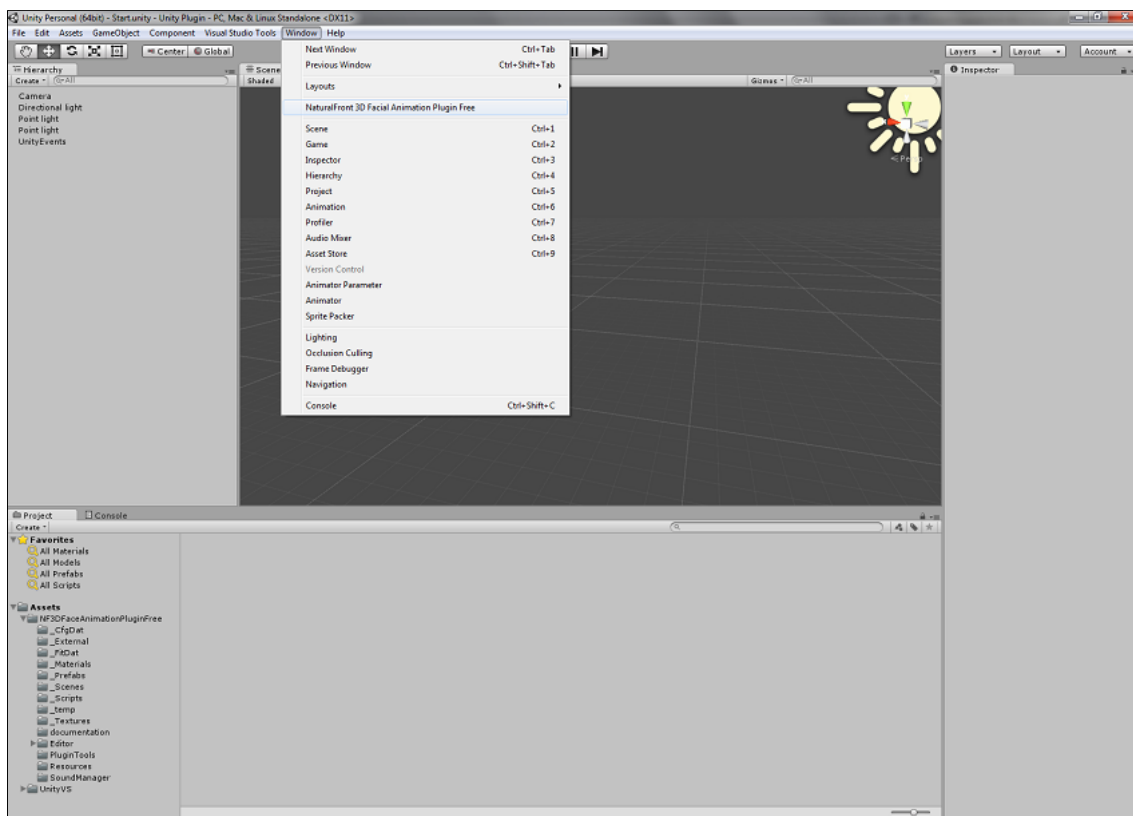 Unity Personal (64bit) - Start.unity - Unity Plugin - PC, Mac & Linux Standalone <DX11>
File Edit Assets GameObject Component Visual Studio Tools Window Help
Center Global Layers Layout Account
Hierarchy Scene Inspector
Create All Shaded Gizmos All
Camera
Directional light
Point light
Point light
UnityEvents
Next Window Ctrl+Tab
Previous Window Ctrl+Shift+Tab
Layouts
NaturalFront 3D Facial Animation Plugin Free
Scene Ctrl+1
Game Ctrl+2
Inspector Ctrl+3
Hierarchy Ctrl+4
Project Ctrl+5
Animation Ctrl+6
Profiler Ctrl+7
Audio Mixer Ctrl+8
Asset Store Ctrl+9
Version Control
Animator Parameter
Animator
Sprite Packer
Lighting
Occlusion Culling
Frame Debugger
Navigation
Console Ctrl+Shift+C
Project Console
Create
Favorites
All Materials
All Models
All Prefabs
All Scripts
Assets
NF3DFaceAnimationPluginFree
_CfgDat
_External
_FitDat
_Materials
_Prefabs
_Scenes
_Scripts
_temp
_Textures
documentation
Editor
PluginTools
Resources
SoundManager
UnityVS